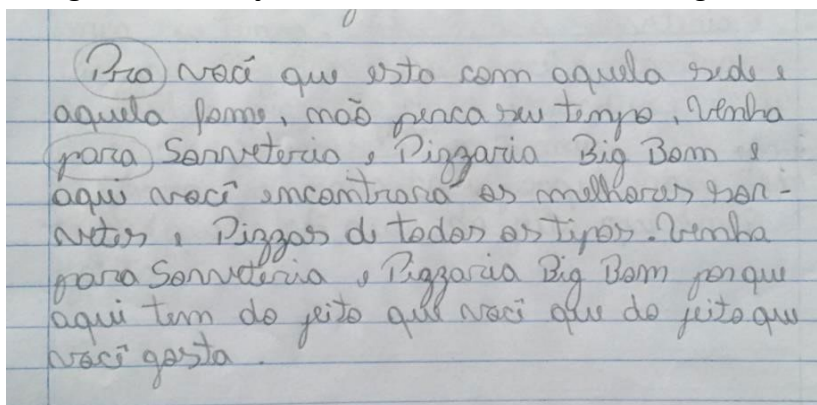 Pra você que esta com aquela sede e
aquela fome, não perca seu tempo, Venha
para Sorveteria e Pizzaria Big Bom e
aqui você encontrará os melhores sor-
vetes e Pizzas de todos os tipos. Venha
para Sorveteria e Pizzaria Big Bom porque
aqui tem do jeito que você que do jeito que
você gosta.